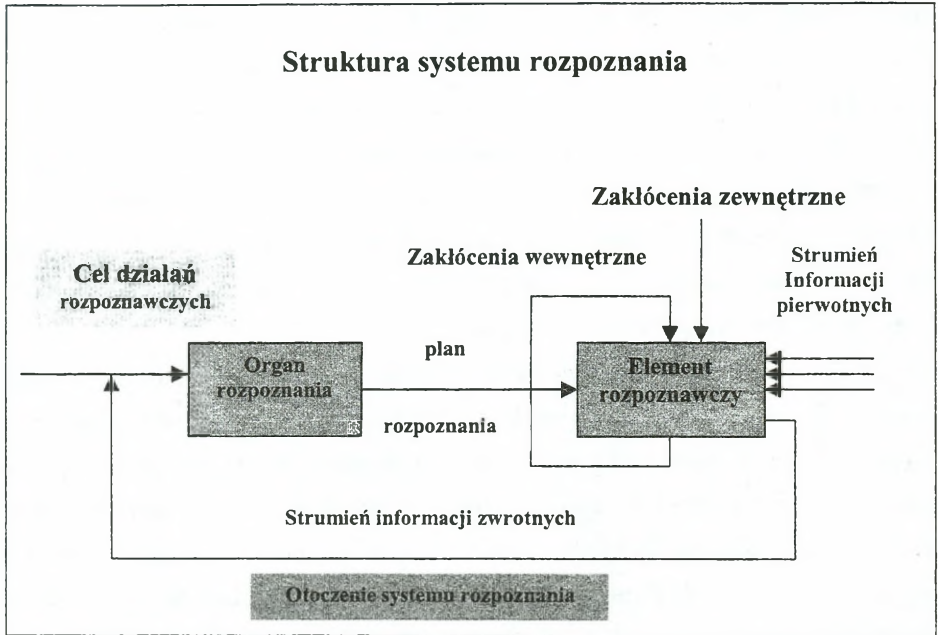 Struktura systemu rozpoznania
Zakłócenia zewnętrzne
Zakłócenia wewnętrzne
Strumień
Informacji
pierwotnych
Cel działań
rozpoznawczych
Organ
rozpoznania
plan
rozpoznania
Element
rozpoznawczy
Strumień informacji zwrotnych
Otoczenie systemu rozpoznania